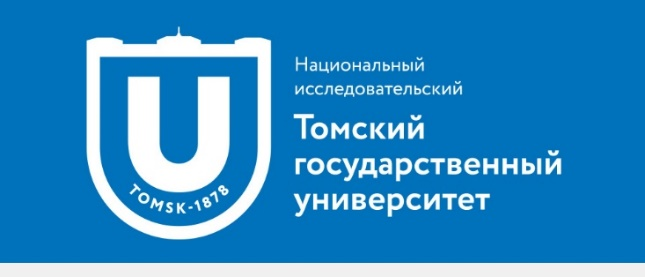 U
TOMSK-1878
Национальный
исследовательский
Томский
государственный
университет